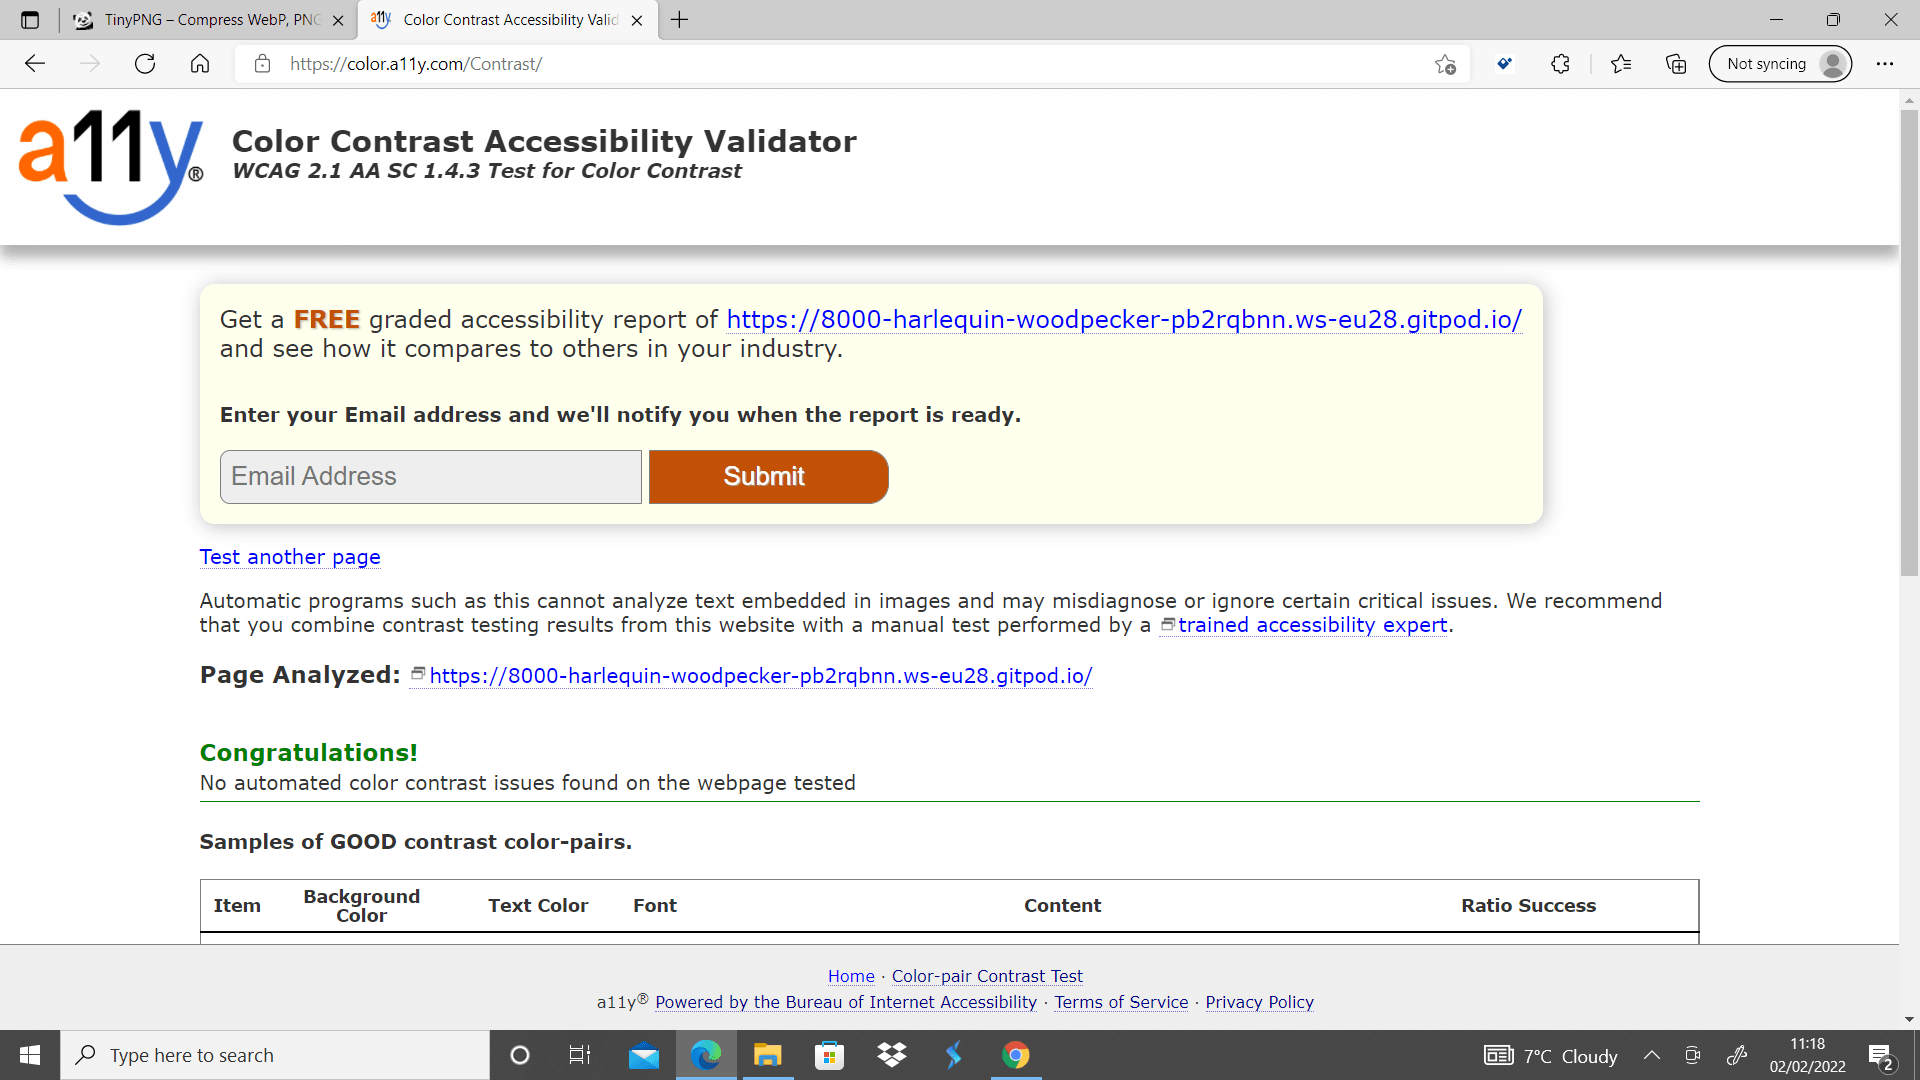 TinyPNG – Compress WebP, PNG
Color Contrast Accessibility Valid
https://color.a11y.com/Contrast/
Not syncing
a11y®
Color Contrast Accessibility Validator
WCAG 2.1 AA SC 1.4.3 Test for Color Contrast
Get a FREE graded accessibility report of https://8000-harlequin-woodpecker-pb2rqbnn.ws-eu28.gitpod.io/
and see how it compares to others in your industry.
Enter your Email address and we'll notify you when the report is ready.
Email Address
Submit
Test another page
Automatic programs such as this cannot analyze text embedded in images and may misdiagnose or ignore certain critical issues. We recommend
that you combine contrast testing results from this website with a manual test performed by a trained accessibility expert.
Page Analyzed: https://8000-harlequin-woodpecker-pb2rqbnn.ws-eu28.gitpod.io/
Congratulations!
No automated color contrast issues found on the webpage tested
Samples of GOOD contrast color-pairs.
Item Background Color Text Color Font Content Ratio Success
Home · Color-pair Contrast Test
a11y® Powered by the Bureau of Internet Accessibility · Terms of Service · Privacy Policy
Type here to search
7°C Cloudy
11:18
02/02/2022
2